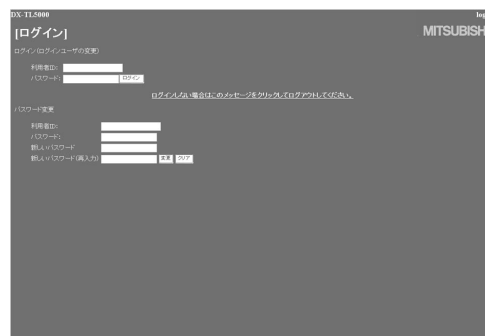 DX-TL5000
log
[ログイン]
MITSUBISH
ログイン(ログインユーザの変更)
利用者ID:
パスワード:
ログイン
ログインしない場合はこのメッセージをクリックしてログアウトしてください。
パスワード変更
利用者ID:
パスワード:
新しいパスワード
新しいパスワード(再入力)
変更 クリア